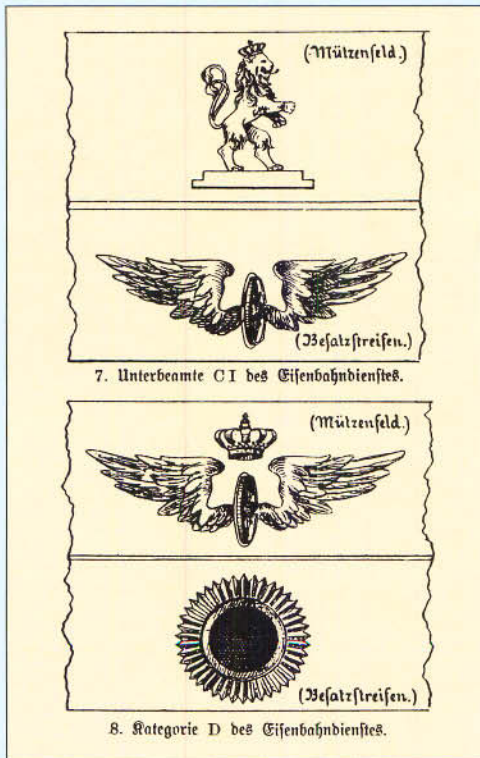 (Mützenfeld.)
(Besatzstreifen.)
7. Unterbeamte C I des Eisenbahndienstes.
(Mützenfeld.)
(Besatzstreifen.)
8. Kategorie D des Eisenbahndienstes.